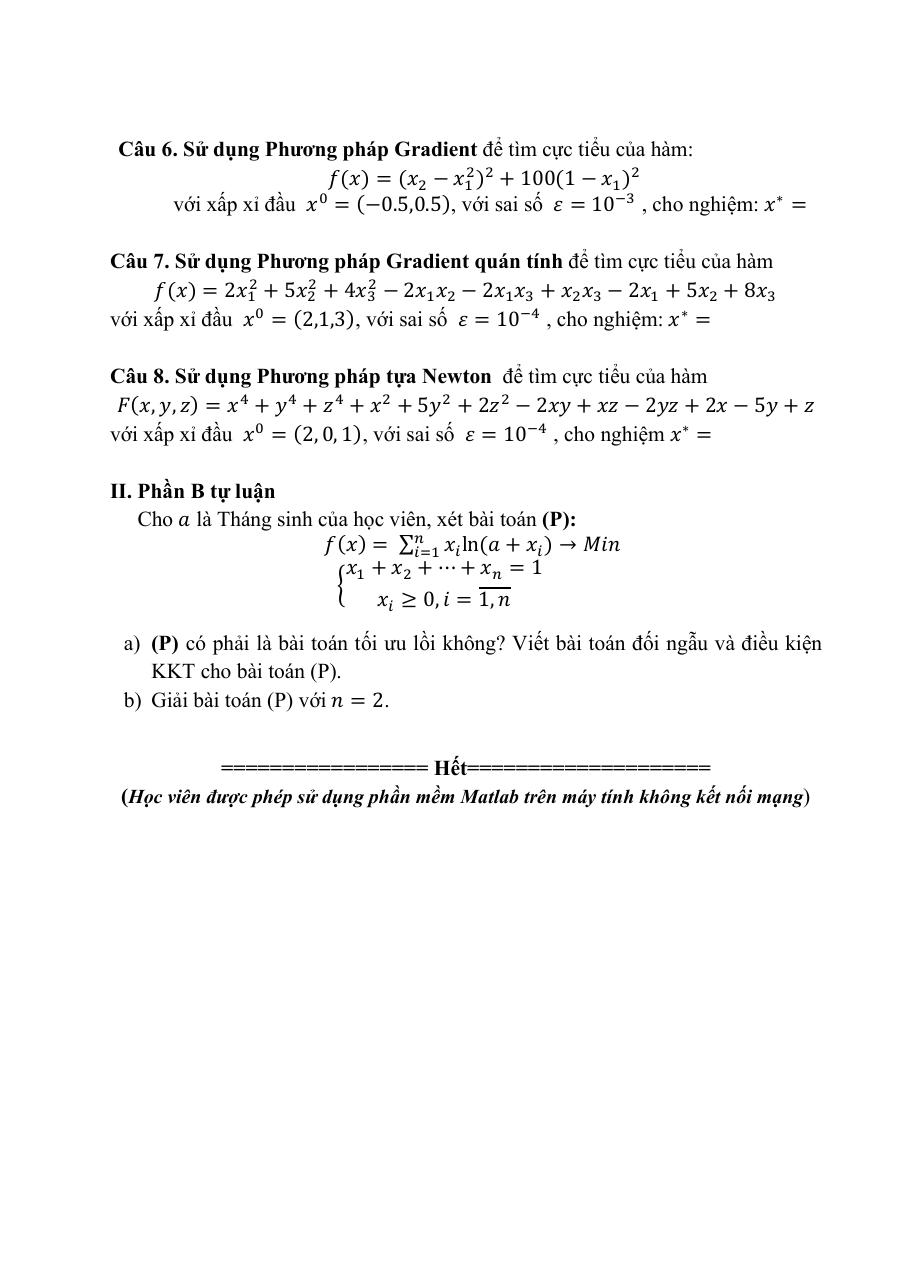 Câu 6. Sử dụng Phương pháp Gradient để tìm cực tiểu của hàm:
𝑓(𝑥) = (𝑥₂ − 𝑥₁²)² + 100(1 − 𝑥₁)²
với xấp xỉ đầu 𝑥⁰ = (−0.5,0.5), với sai số 𝜀 = 10⁻³ , cho nghiệm: 𝑥* =
Câu 7. Sử dụng Phương pháp Gradient quán tính để tìm cực tiểu của hàm
𝑓(𝑥) = 2𝑥₁² + 5𝑥₂² + 4𝑥₃² − 2𝑥₁𝑥₂ − 2𝑥₁𝑥₃ + 𝑥₂𝑥₃ − 2𝑥₁ + 5𝑥₂ + 8𝑥₃
với xấp xỉ đầu 𝑥⁰ = (2,1,3), với sai số 𝜀 = 10⁻⁴ , cho nghiệm: 𝑥* =
Câu 8. Sử dụng Phương pháp tựa Newton để tìm cực tiểu của hàm
𝐹(𝑥, 𝑦, 𝑧) = 𝑥⁴ + 𝑦⁴ + 𝑧⁴ + 𝑥² + 5𝑦² + 2𝑧² − 2𝑥𝑦 + 𝑥𝑧 − 2𝑦𝑧 + 2𝑥 − 5𝑦 + 𝑧
với xấp xỉ đầu 𝑥⁰ = (2, 0, 1), với sai số 𝜀 = 10⁻⁴ , cho nghiệm 𝑥* =
II. Phần B tự luận
Cho 𝑎 là Tháng sinh của học viên, xét bài toán (P):
𝑓(𝑥) = ∑ᵢ₌₁ⁿ 𝑥ᵢln(𝑎 + 𝑥ᵢ) → 𝑀𝑖𝑛
{𝑥₁ + 𝑥₂ + ⋯ + 𝑥ₙ = 1
𝑥ᵢ ≥ 0, 𝑖 = 1̅,̅𝑛̅
a) (P) có phải là bài toán tối ưu lồi không? Viết bài toán đối ngẫu và điều kiện
KKT cho bài toán (P).
b) Giải bài toán (P) với 𝑛 = 2.
================= Hết====================
(Học viên được phép sử dụng phần mềm Matlab trên máy tính không kết nối mạng)